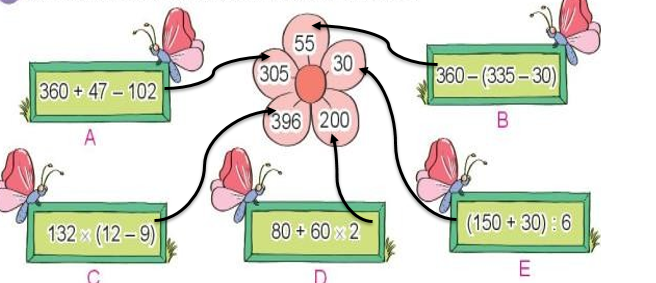 55
305
30
396
200
360 + 47 – 102
A
360 – (335 – 30)
B
132 × (12 – 9)
C
80 + 60 × 2
D
(150 + 30) : 6
E